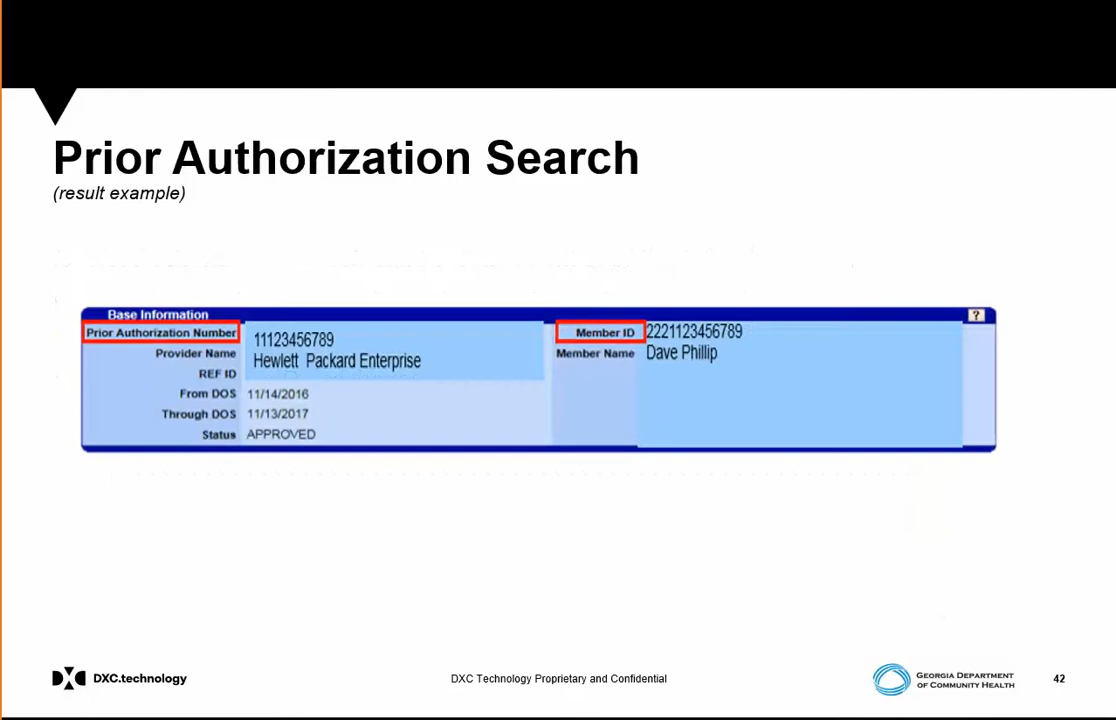 Prior Authorization Search
(result example)
Base Information
?
Prior Authorization Number 11123456789
Member ID 2221123456789
Provider Name Hewlett Packard Enterprise
Member Name Dave Phillip
REF ID
From DOS 11/14/2016
Through DOS 11/13/2017
Status APPROVED
DXC.technology
DXC Technology Proprietary and Confidential
GEORGIA DEPARTMENT
OF COMMUNITY HEALTH
42